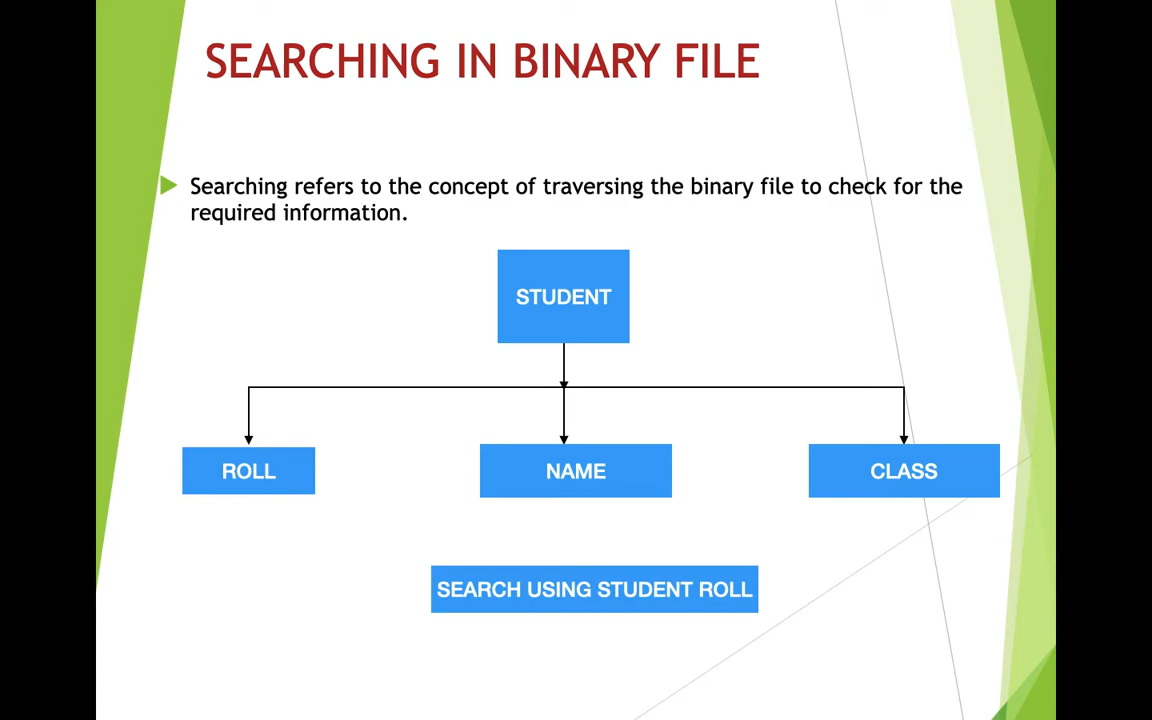 SEARCHING IN BINARY FILE
Searching refers to the concept of traversing the binary file to check for the
required information.
STUDENT
ROLL
NAME
CLASS
SEARCH USING STUDENT ROLL